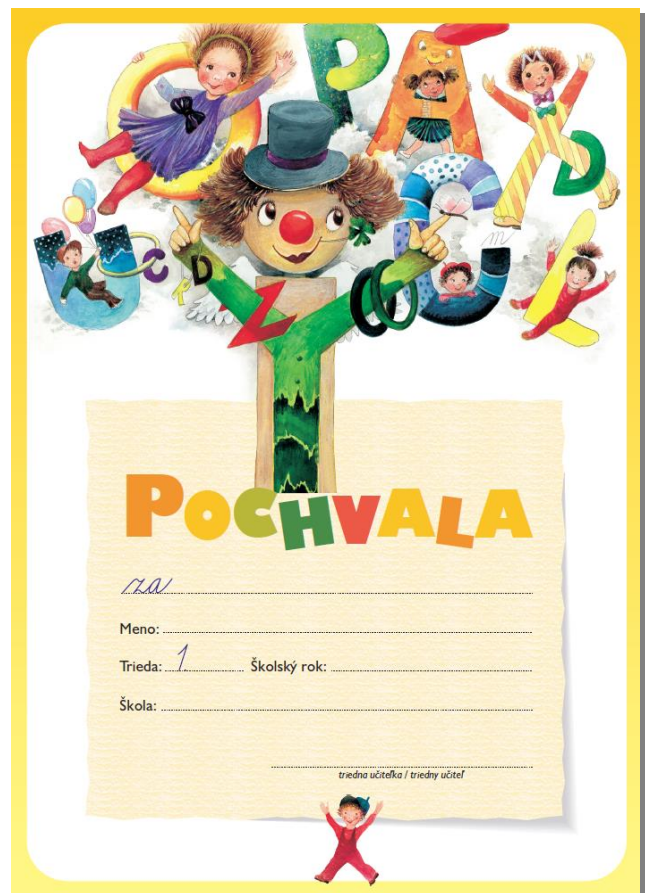 POCHVALA
za
Meno:
Trieda: 1 Školský rok:
Škola:
triedna učiteľka / triedny učiteľ